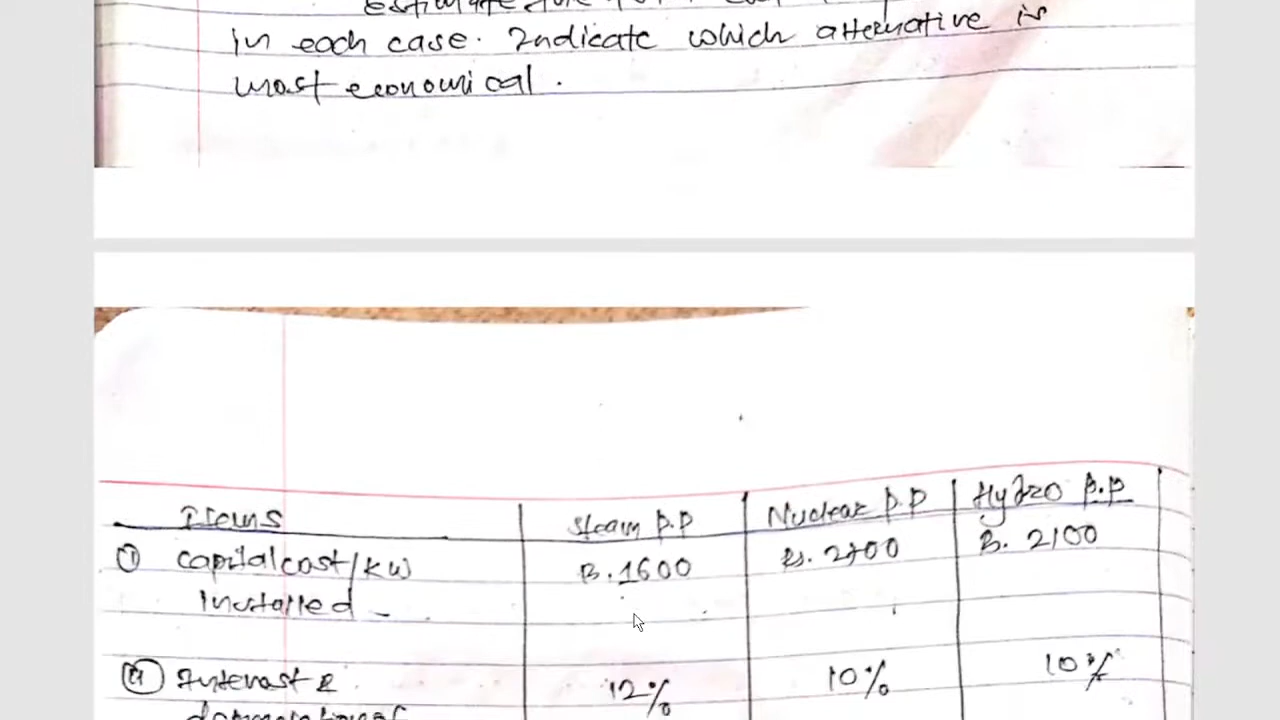 in each case. Indicate which alternative is
most economical.
Items Steam p.p Nuclear p.p Hydro p.p
① Capital cost/kW Rs.1600 Rs. 2700 Rs. 2100
Installed
Interest & 12% 10% 10%